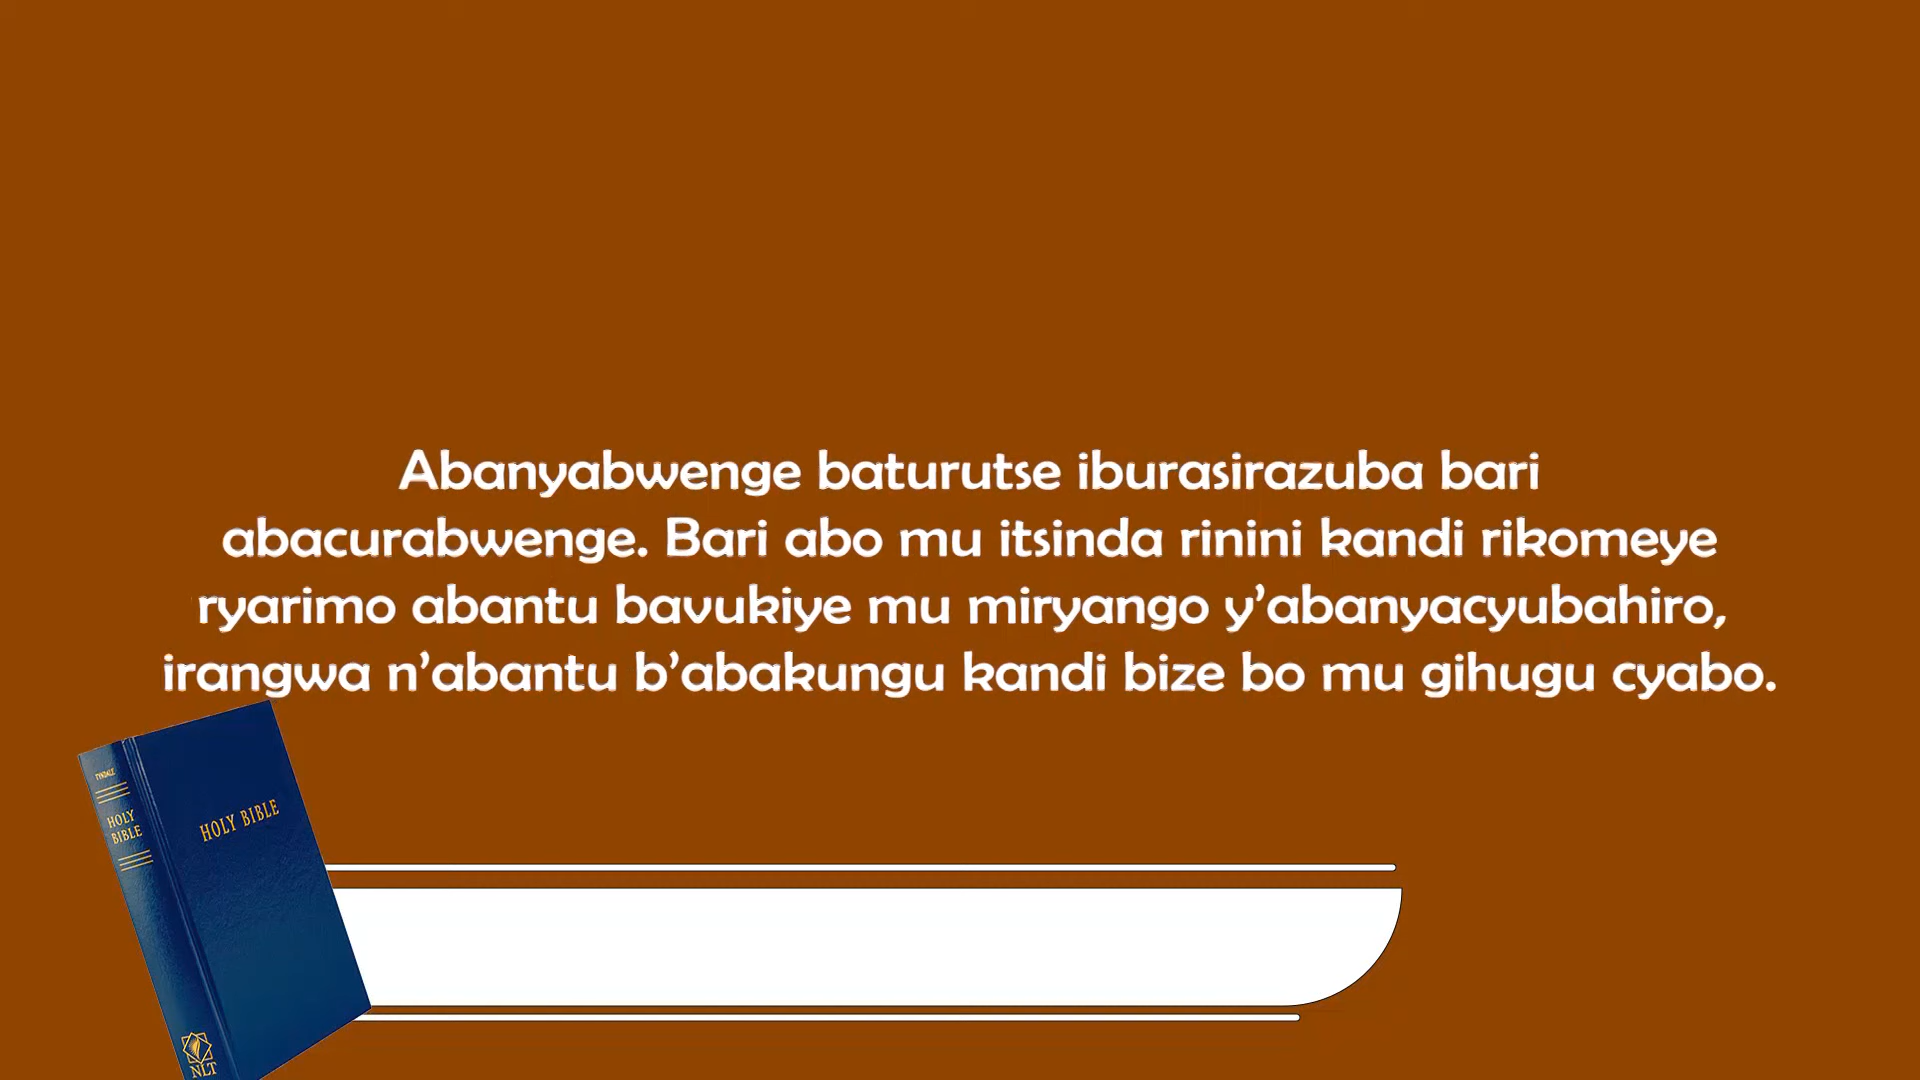 Abanyabwenge baturutse iburasirazuba bari
abacurabwenge. Bari abo mu itsinda rinini kandi rikomeye
ryarimo abantu bavukiye mu miryango y’abanyacyubahiro,
irangwa n’abantu b’abakungu kandi bize bo mu gihugu cyabo.
TYNDALE
HOLY
BIBLE
HOLY BIBLE
NLT